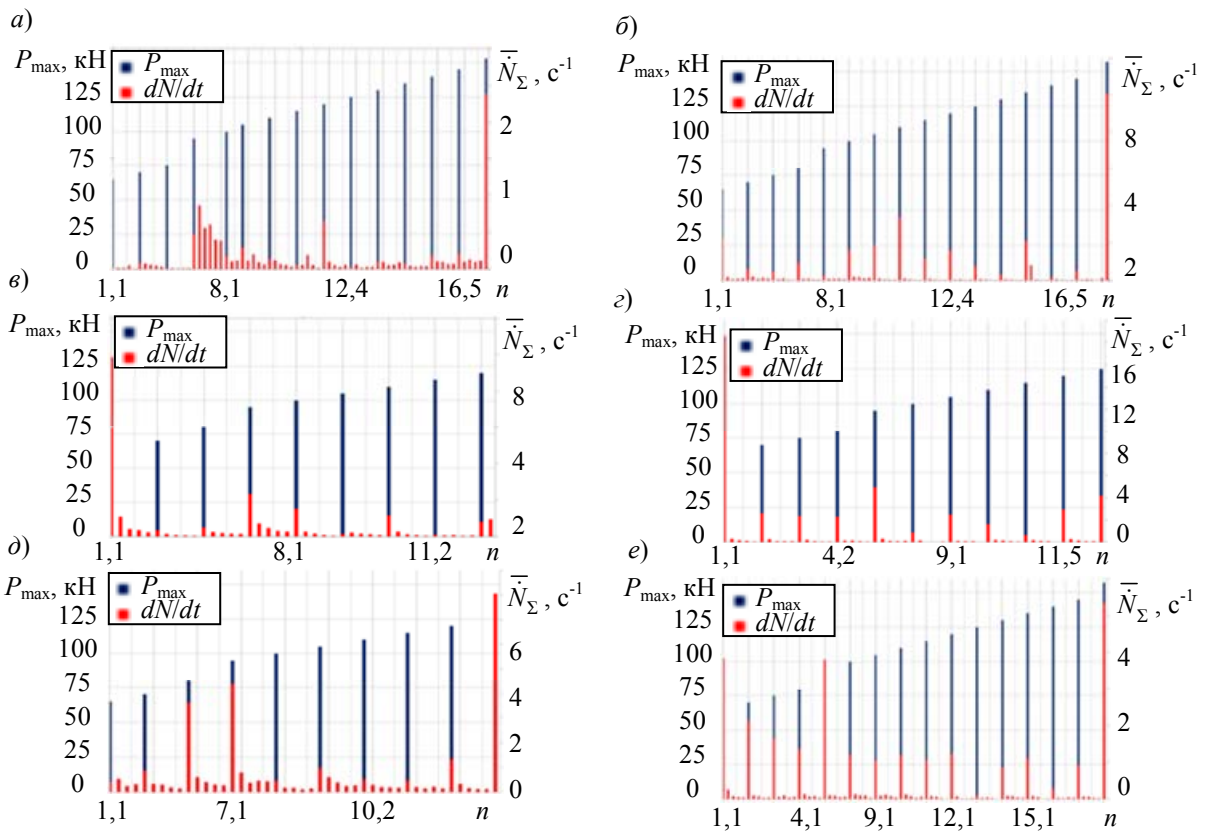 а)
P_max, кН
P_max
dN/dt
N̄̇_Σ , с⁻¹
125
100
75
50
25
0
2
1
0
1,1 8,1 12,4 16,5 n
б)
P_max, кН
P_max
dN/dt
N̄̇_Σ , с⁻¹
125
100
75
50
25
0
8
4
2
1,1 8,1 12,4 16,5 n
в)
P_max, кН
P_max
dN/dt
N̄̇_Σ , с⁻¹
125
100
75
50
25
0
8
4
2
1,1 8,1 11,2 n
г)
P_max, кН
P_max
dN/dt
N̄̇_Σ , с⁻¹
125
100
75
50
25
0
16
12
8
4
0
1,1 4,2 9,1 11,5 n
д)
P_max, кН
P_max
dN/dt
N̄̇_Σ , с⁻¹
125
100
75
50
25
0
6
4
2
0
1,1 7,1 10,2 n
е)
P_max, кН
P_max
dN/dt
N̄̇_Σ , с⁻¹
125
100
75
50
25
0
4
2
0
1,1 4,1 9,1 12,1 15,1 n